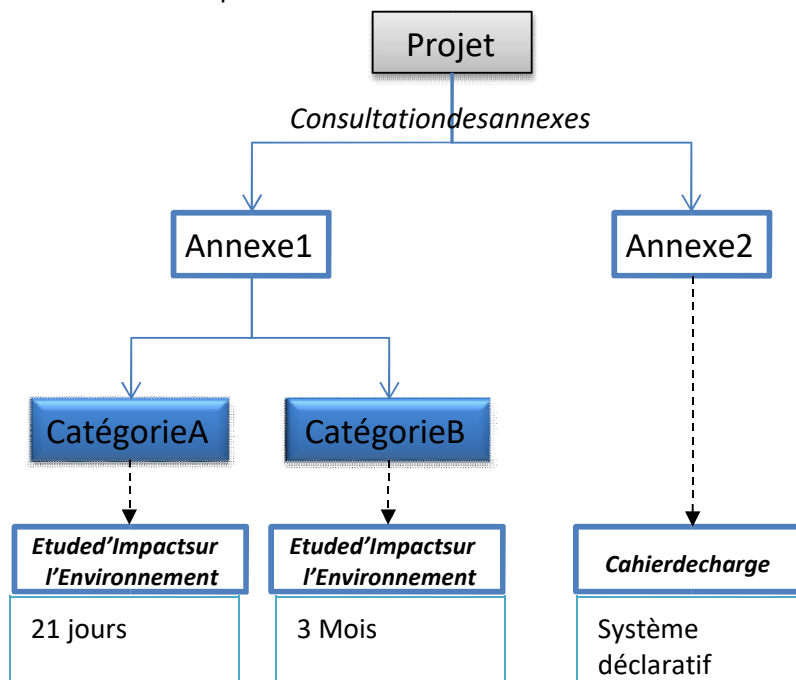 Projet
Consultationdesannexes
Annexe1
Annexe2
CatégorieA
CatégorieB
Etuded'Impactsur
l'Environnement
Etuded'Impactsur
l'Environnement
Cahierdecharge
21 jours
3 Mois
Système
déclaratif